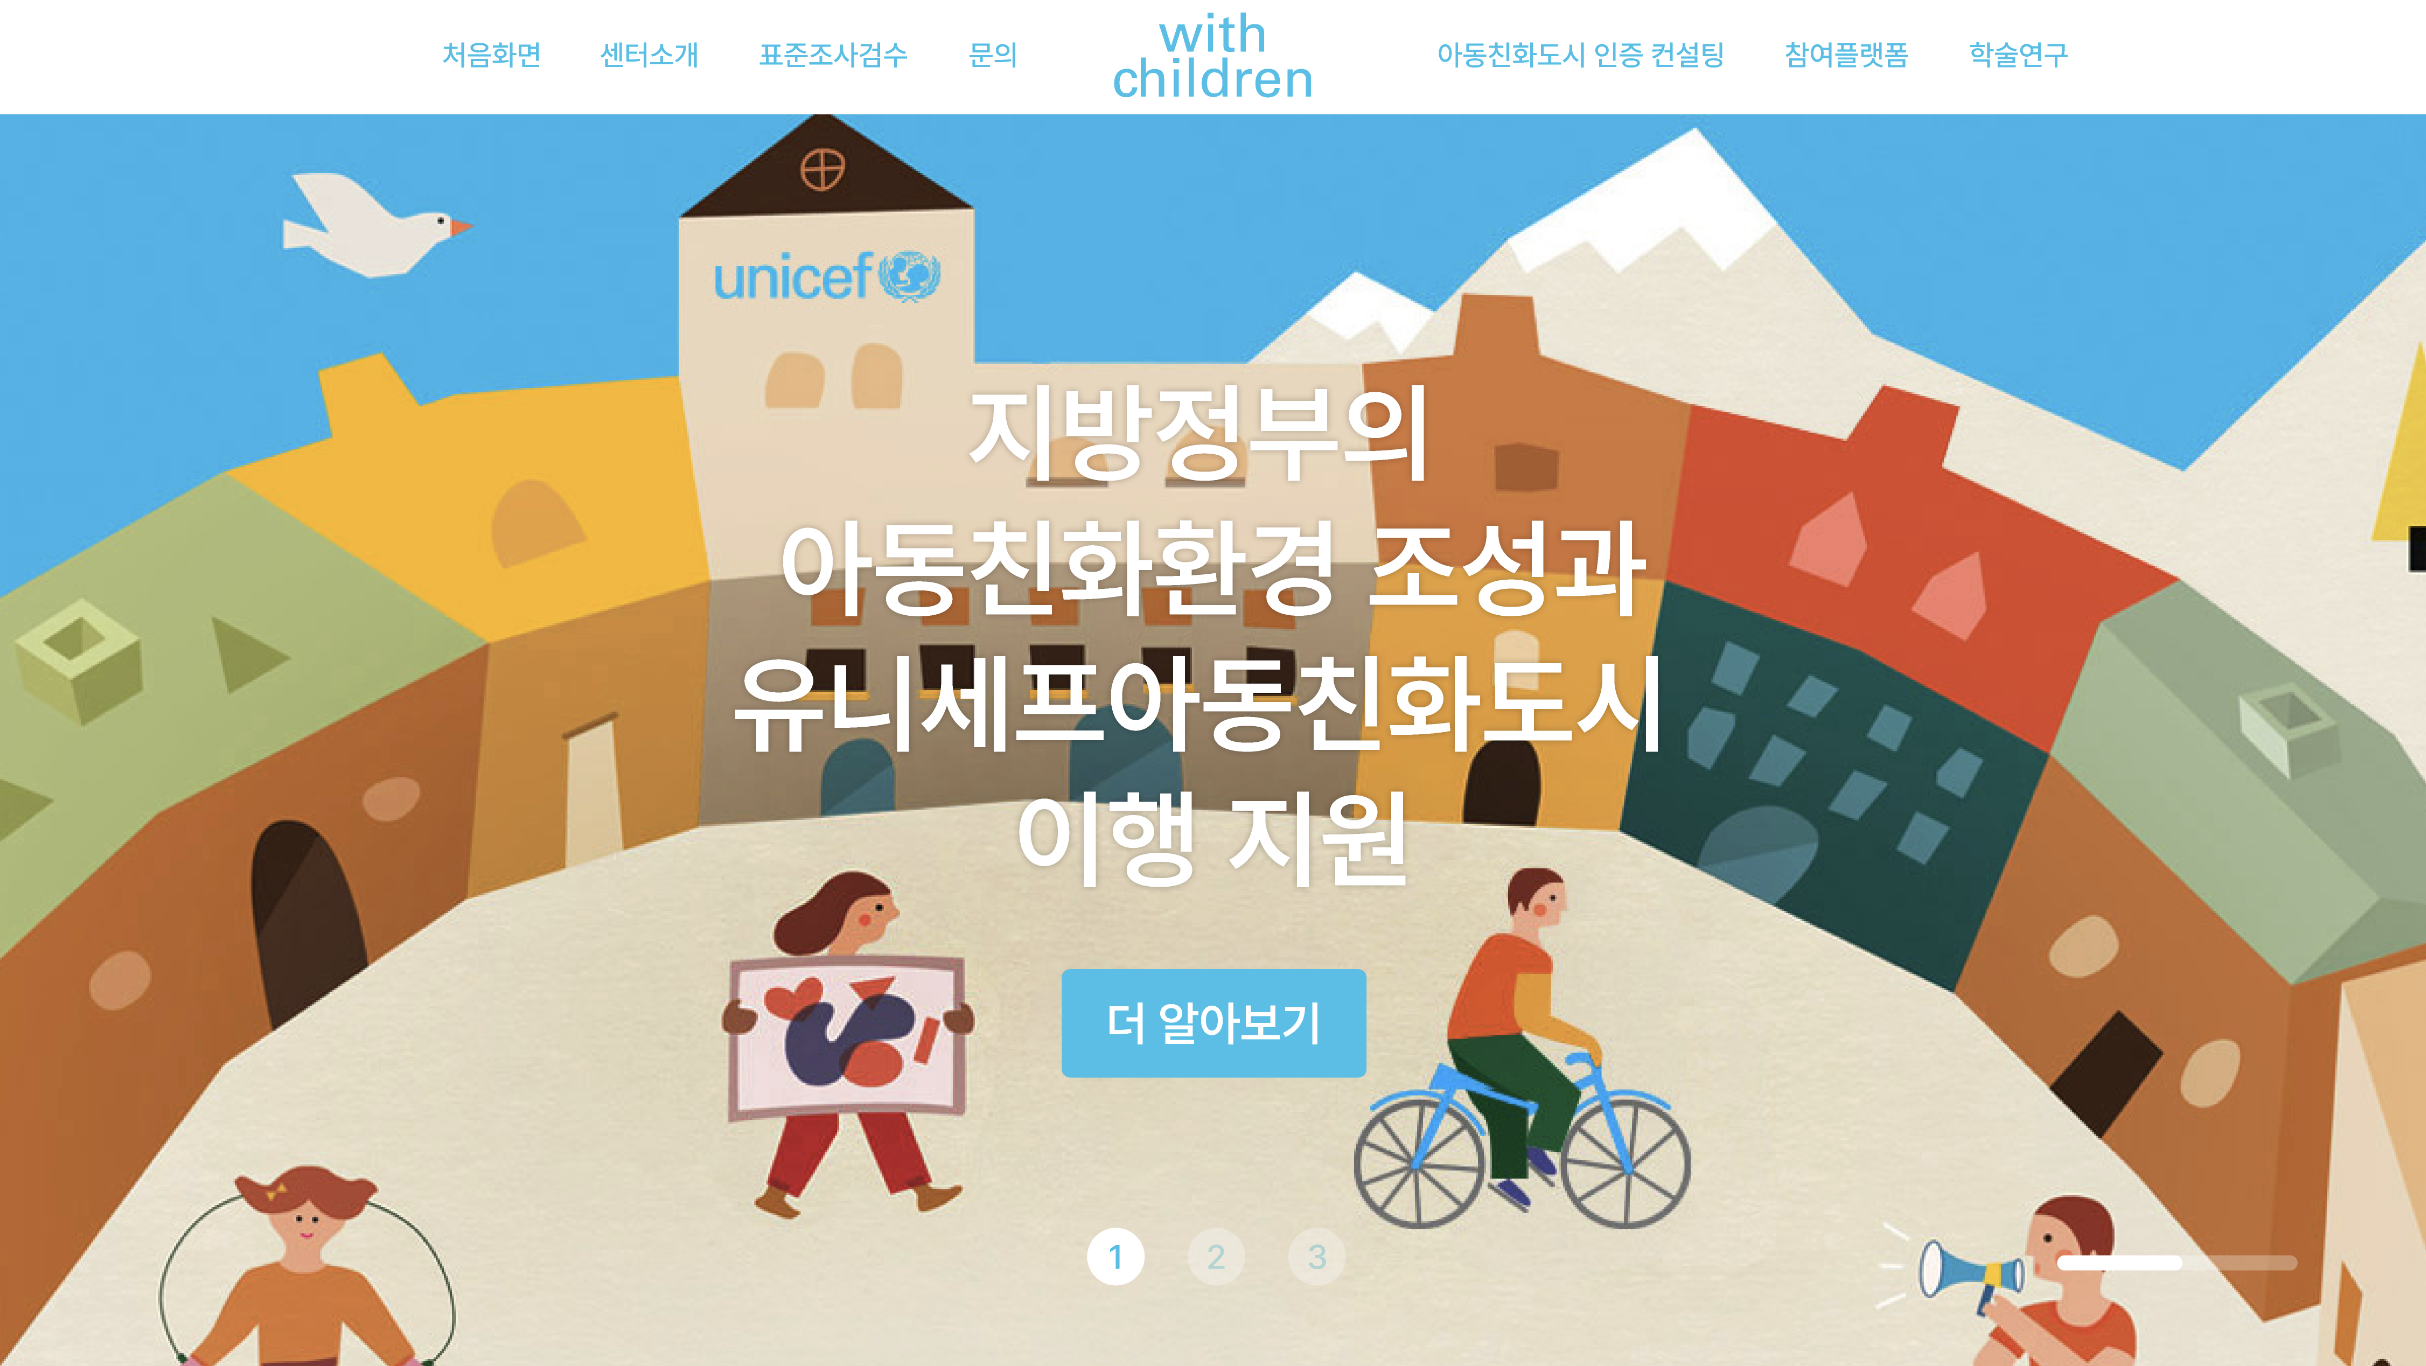 처음화면
센터소개
표준조사검수
문의
with
children
아동친화도시 인증 컨설팅
참여플랫폼
학술연구
unicef
지방정부의
아동친화환경 조성과
유니세프아동친화도시
이행 지원
더 알아보기
1
2
3